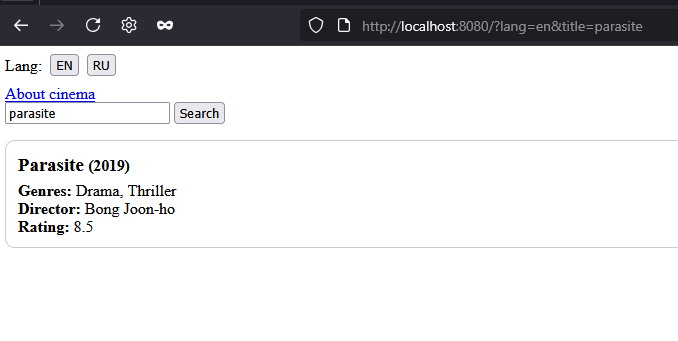 http://localhost:8080/?lang=en&title=parasite
Lang: EN RU
About cinema
parasite Search
Parasite (2019)
Genres: Drama, Thriller
Director: Bong Joon-ho
Rating: 8.5